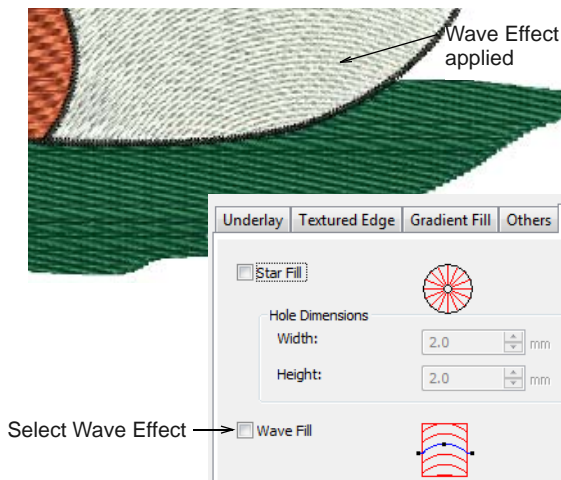 Wave Effect
applied
Underlay Textured Edge Gradient Fill Others
Star Fill
Hole Dimensions
Width: 2.0 mm
Height: 2.0 mm
Select Wave Effect
Wave Fill